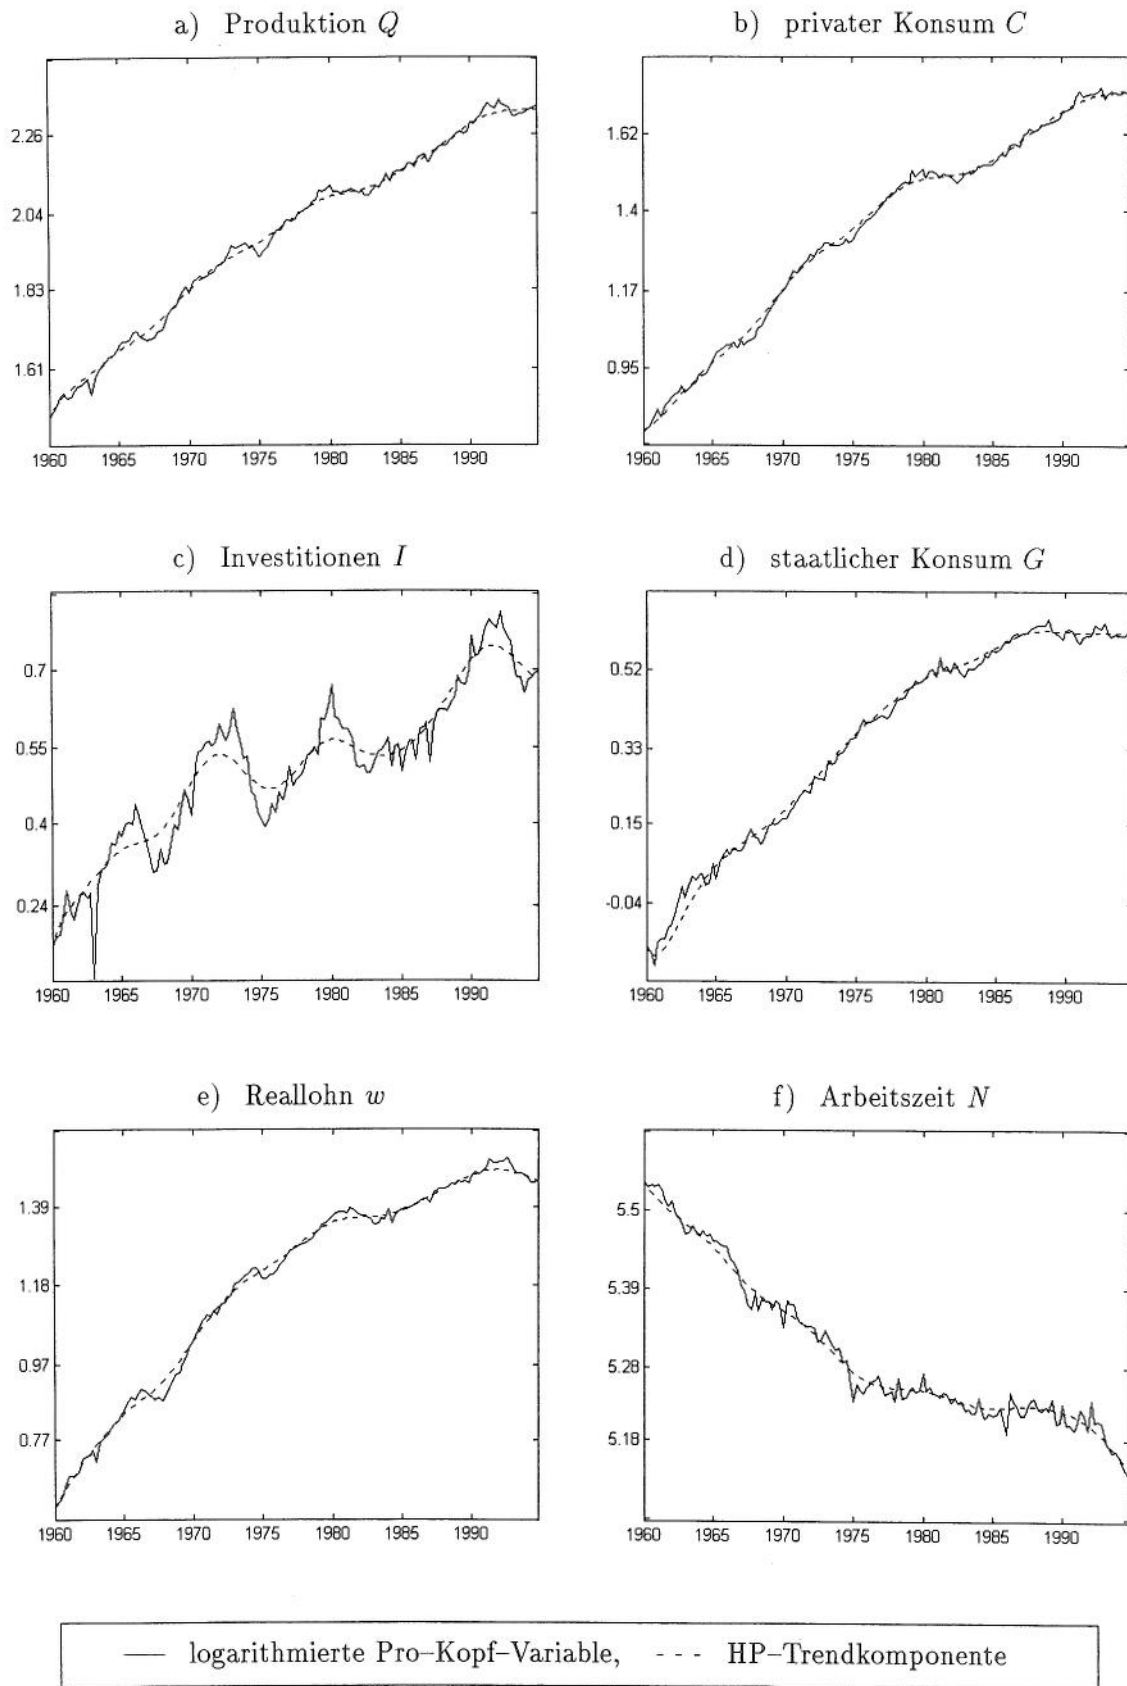 a) Produktion Q
b) privater Konsum C
2.26
2.04
1.83
1.61
1960 1965 1970 1975 1980 1985 1990
1.62
1.4
1.17
0.95
1960 1965 1970 1975 1980 1985 1990
c) Investitionen I
d) staatlicher Konsum G
0.7
0.55
0.4
0.24
1960 1965 1970 1975 1980 1985 1990
0.52
0.33
0.15
-0.04
1960 1965 1970 1975 1980 1985 1990
e) Reallohn w
f) Arbeitszeit N
1.39
1.18
0.97
0.77
1960 1965 1970 1975 1980 1985 1990
5.5
5.39
5.28
5.18
1960 1965 1970 1975 1980 1985 1990
— logarithmierte Pro–Kopf–Variable, - - - HP–Trendkomponente